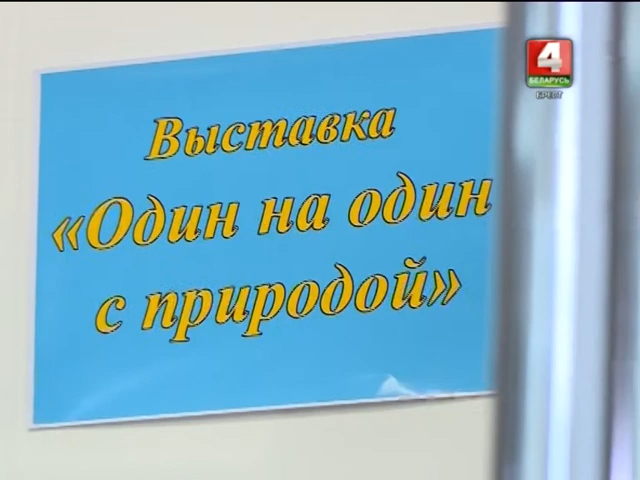 Выставка
«Один на один
с природой»
4
БЕЛАРУСЬ
БРЕСТ